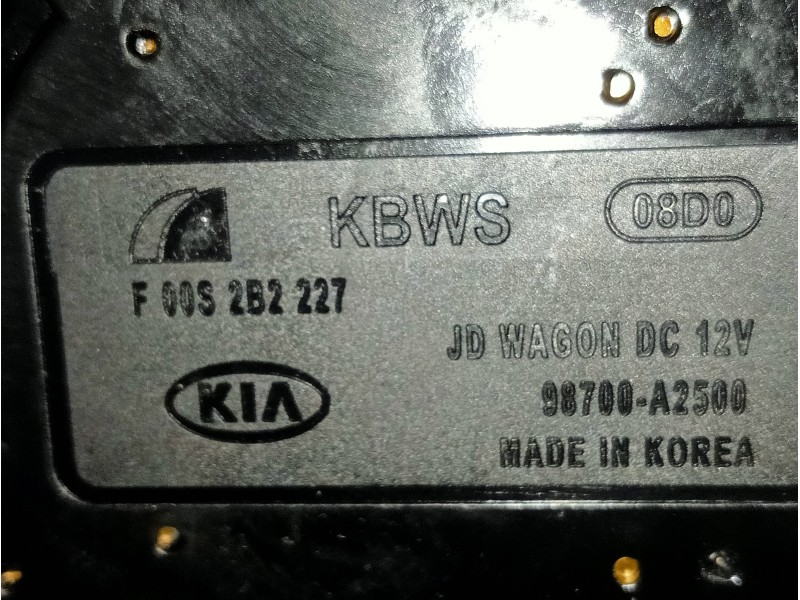 KBWS 08D0
F 00S 2B2 227
JD WAGON DC 12V
KIA
98700-A2500
MADE IN KOREA